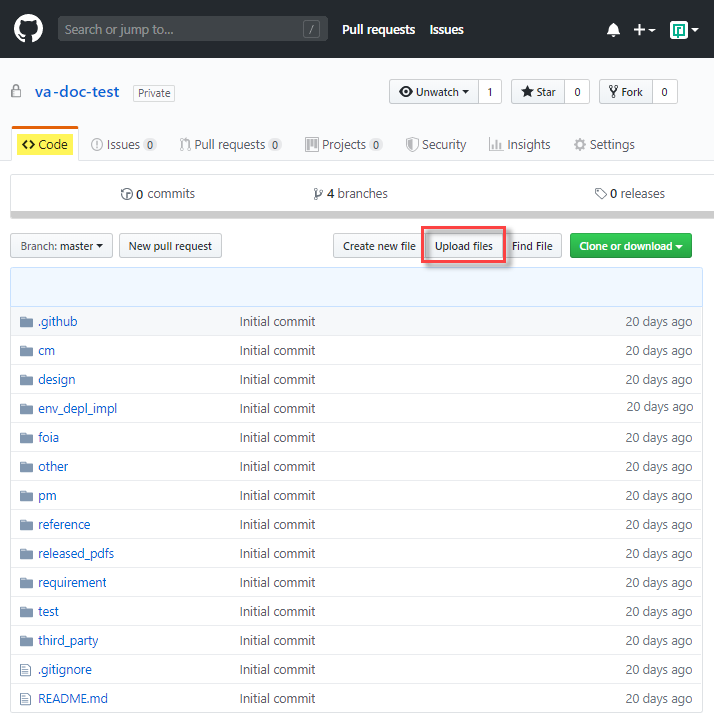 Search or jump to... / Pull requests Issues
va-doc-test Private Unwatch 1 Star 0 Fork 0
Code Issues 0 Pull requests 0 Projects 0 Security Insights Settings
0 commits 4 branches 0 releases
Branch: master New pull request Create new file Upload files Find File Clone or download
.github Initial commit 20 days ago
cm Initial commit 20 days ago
design Initial commit 20 days ago
env_depl_impl Initial commit 20 days ago
foia Initial commit 20 days ago
other Initial commit 20 days ago
pm Initial commit 20 days ago
reference Initial commit 20 days ago
released_pdfs Initial commit 20 days ago
requirement Initial commit 20 days ago
test Initial commit 20 days ago
third_party Initial commit 20 days ago
.gitignore Initial commit 20 days ago
README.md Initial commit 20 days ago